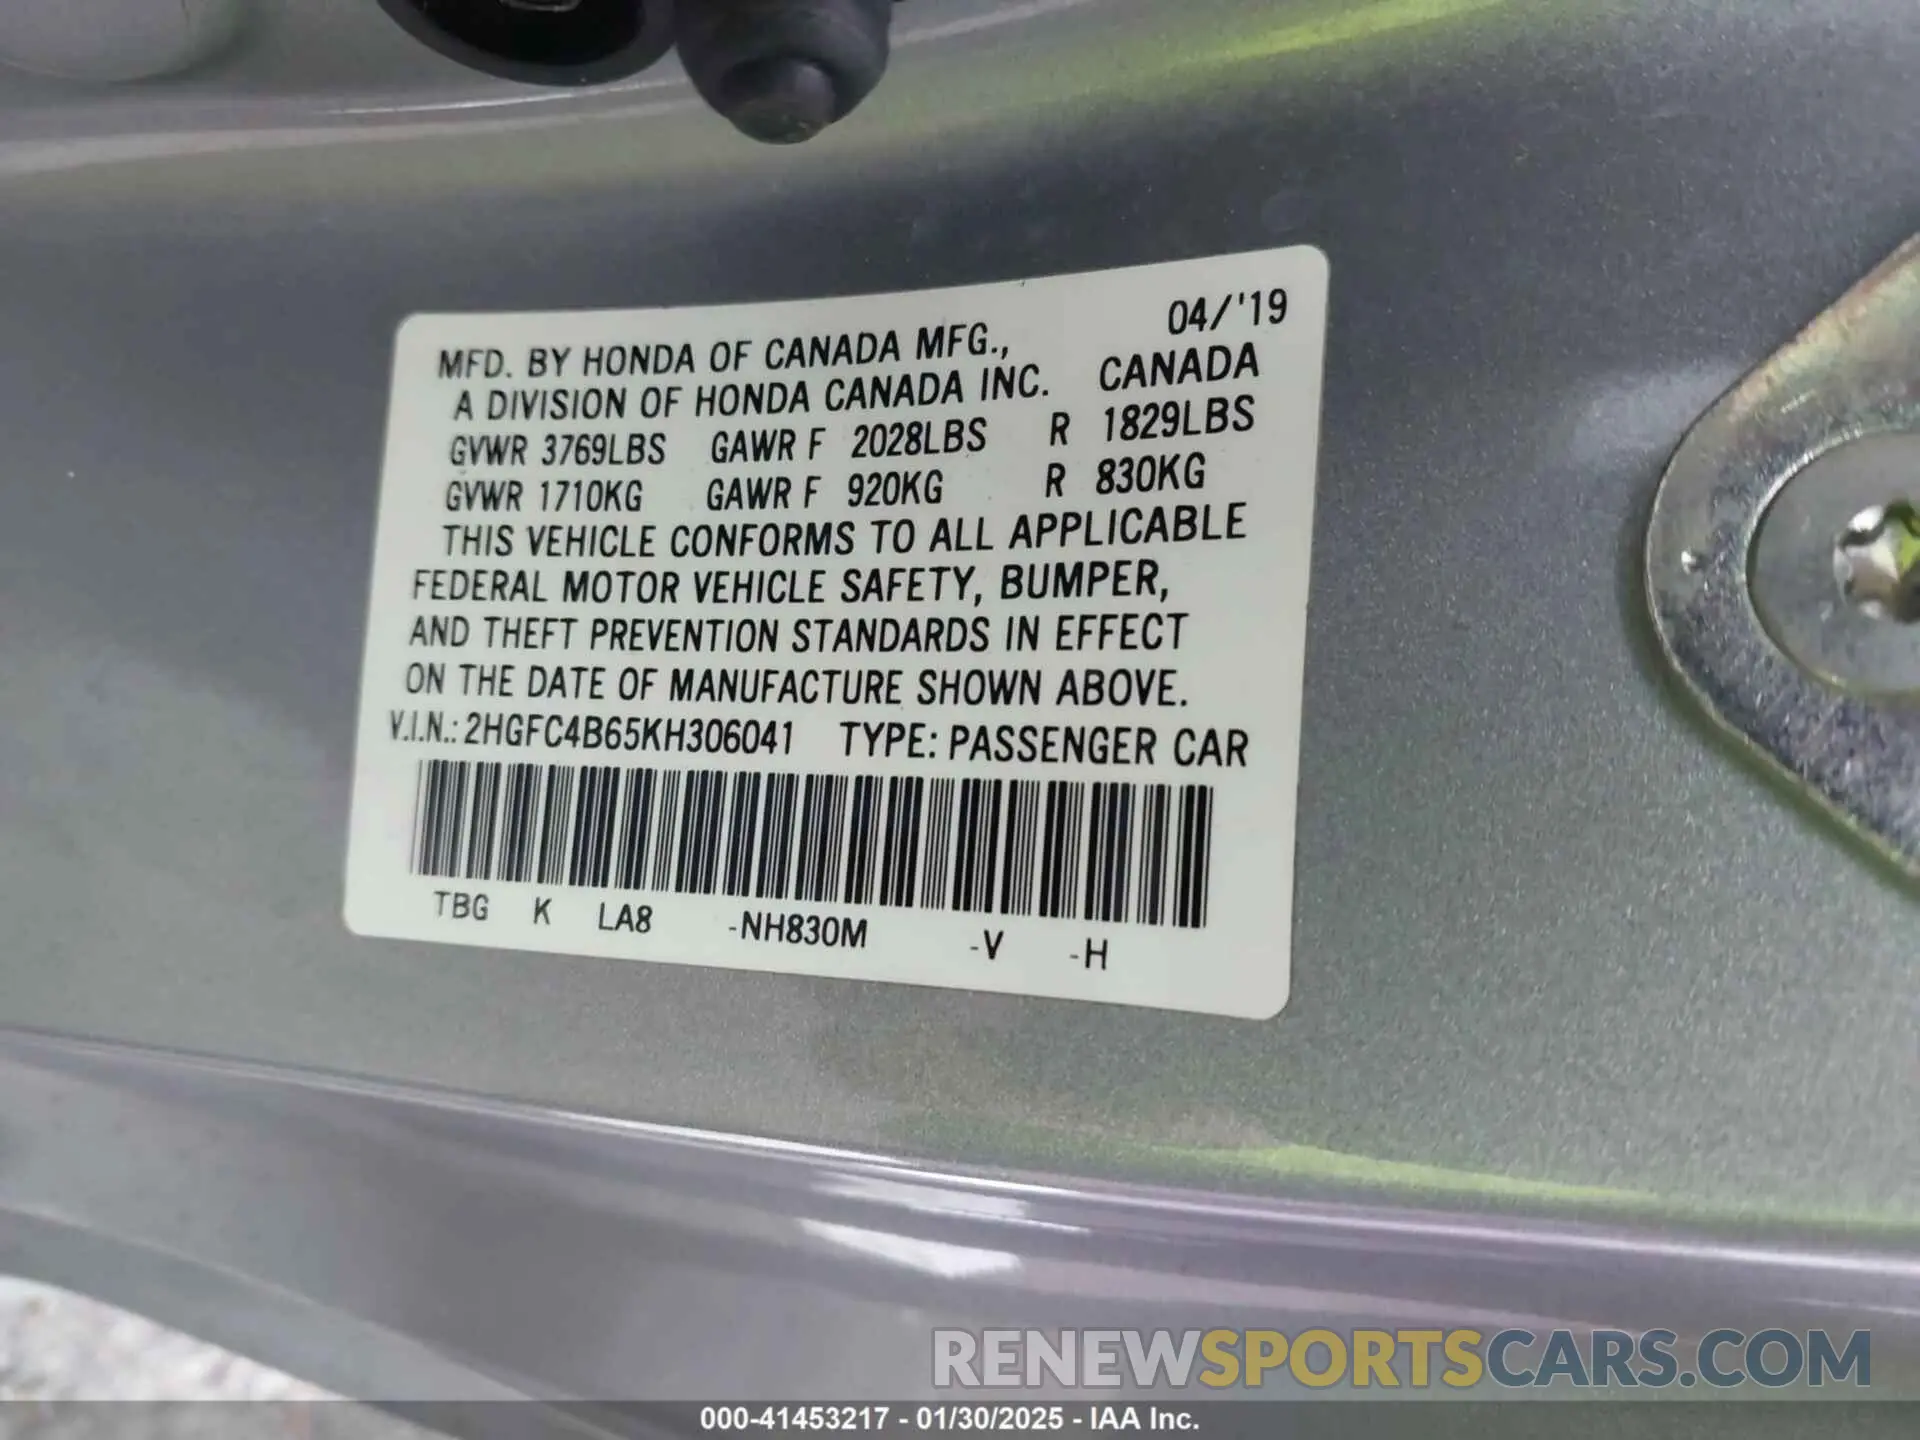 04/'19
MFD. BY HONDA OF CANADA MFG.,
A DIVISION OF HONDA CANADA INC. CANADA
GVWR 3769LBS GAWR F 2028LBS R 1829LBS
GVWR 1710KG GAWR F 920KG R 830KG
THIS VEHICLE CONFORMS TO ALL APPLICABLE
FEDERAL MOTOR VEHICLE SAFETY, BUMPER,
AND THEFT PREVENTION STANDARDS IN EFFECT
ON THE DATE OF MANUFACTURE SHOWN ABOVE.
V.I.N.: 2HGFC4B65KH306041 TYPE: PASSENGER CAR
TBG K LA8 -NH830M -V -H
RENEWSPORTSCARS.COM
000-41453217 - 01/30/2025 - IAA Inc.